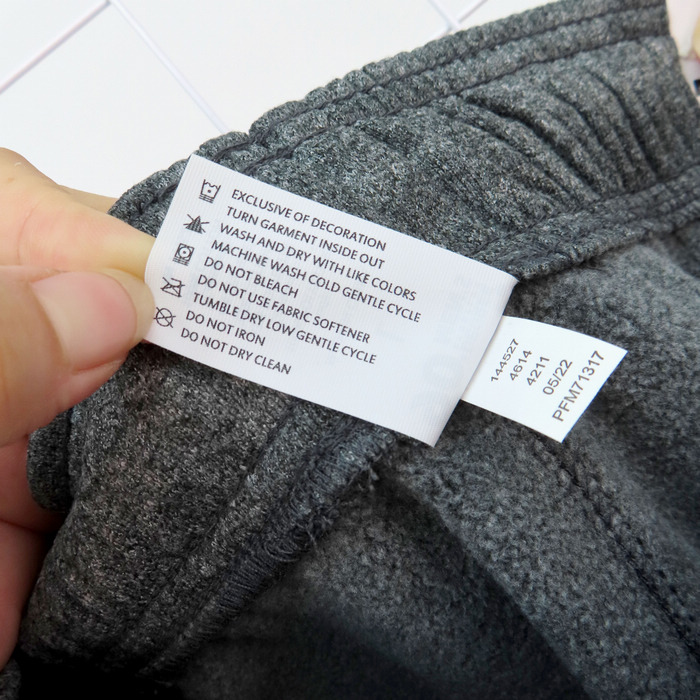 EXCLUSIVE OF DECORATION
TURN GARMENT INSIDE OUT
WASH AND DRY WITH LIKE COLORS
MACHINE WASH COLD GENTLE CYCLE
DO NOT BLEACH
DO NOT USE FABRIC SOFTENER
TUMBLE DRY LOW GENTLE CYCLE
DO NOT IRON
DO NOT DRY CLEAN
144527
4614
4211
05/22
PFM71317